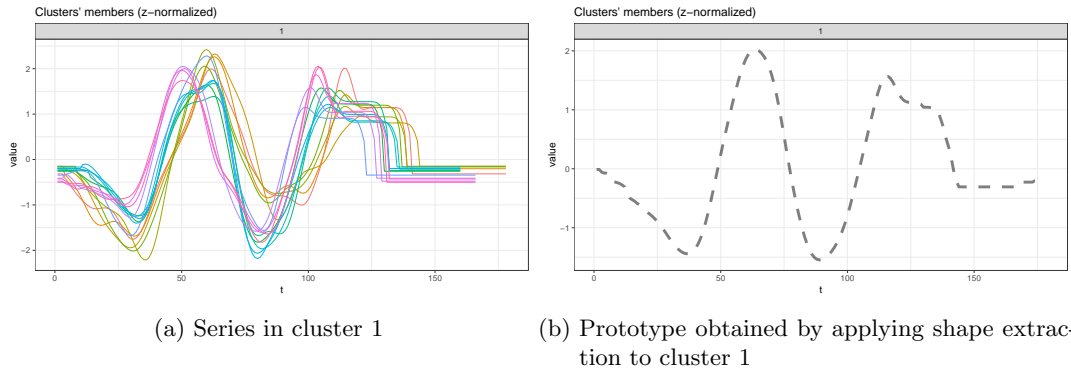 Clusters' members (z-normalized)
1
value
2
1
0
−1
−2
0
50
100
150
t
(a) Series in cluster 1
Clusters' members (z-normalized)
1
value
2
1
0
−1
0
50
100
150
t
(b) Prototype obtained by applying shape extrac-
tion to cluster 1